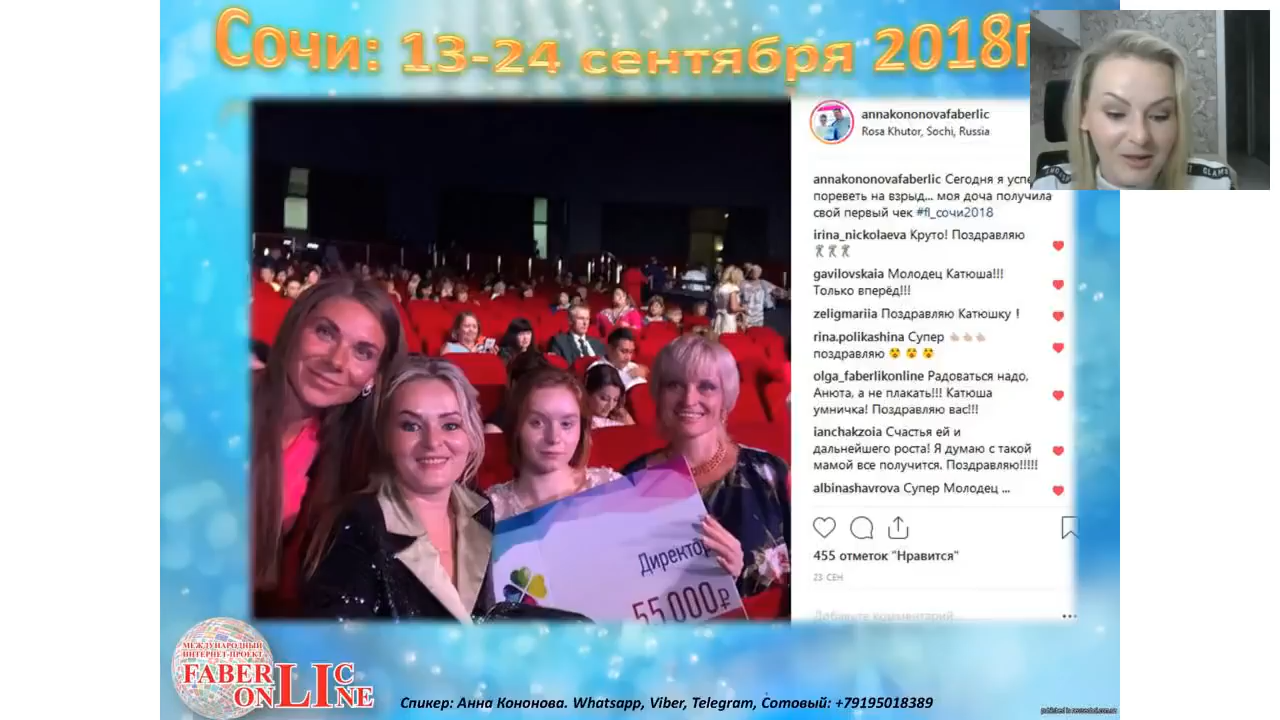 Сочи: 13-24 сентября 2018г
annakononovafaberlic
Rosa Khutor, Sochi, Russia
annakononovafaberlic Сегодня я успе
пореветь на взрыд... моя доча получила
свой первый чек #fl_сочи2018
irina_nickolaeva Круто! Поздравляю
gavilovskaia Молодец Катюша!!!
Только вперёд!!!
zeligmariia Поздравляю Катюшку !
rina.polikashina Супер
поздравляю
olga_faberlikonline Радоваться надо,
Анюта, а не плакать!!! Катюша
умничка! Поздравляю вас!!!
ianchakzoia Счастья ей и
дальнейшего роста! Я думаю с такой
мамой все получится. Поздравляю!!!!!
albinashavrova Супер Молодец ...
455 отметок "Нравится"
23 СЕН
Добавьте комментарий...
Директор
55 000₽
МЕЖДУНАРОДНЫЙ
ИНТЕРНЕТ-ПРОЕКТ
FABERLIC
ONLINE
Спикер: Анна Кононова. Whatsapp, Viber, Telegram, Сотовый: +79195018389